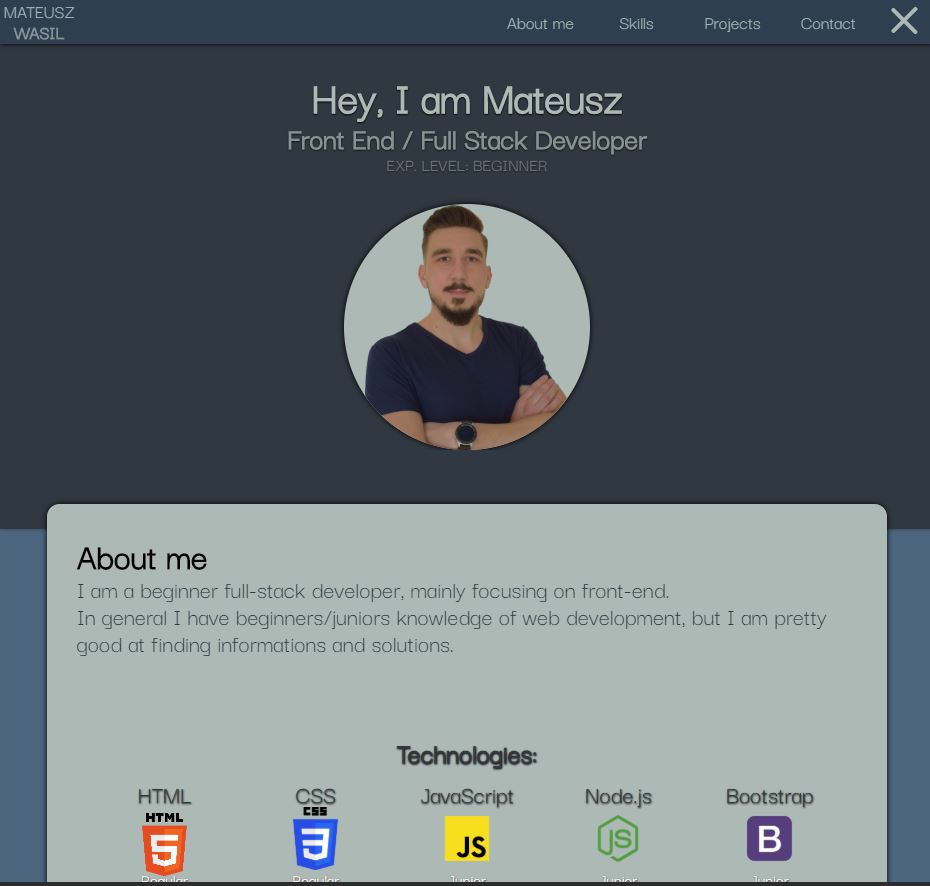 MATEUSZ
WASIL
About me
Skills
Projects
Contact
Hey, I am Mateusz
Front End / Full Stack Developer
EXP. LEVEL: BEGINNER
About me
I am a beginner full-stack developer, mainly focusing on front-end.
In general I have beginners/juniors knowledge of web development, but I am pretty
good at finding informations and solutions.
Technologies:
HTML
CSS
JavaScript
Node.js
Bootstrap
HTML
5
CSS
3
JS
JS
B
Regular
Regular
Junior
Junior
Junior